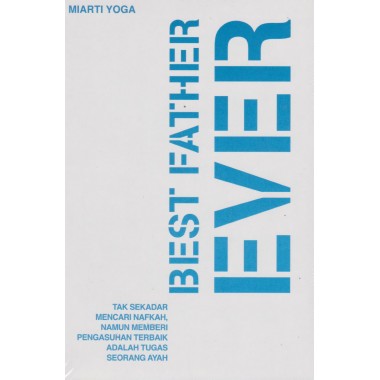 MIARTI YOGA
BEST FATHER
EVER
TAK SEKADAR
MENCARI NAFKAH,
NAMUN MEMBERI
PENGASUHAN TERBAIK
ADALAH TUGAS
SEORANG AYAH